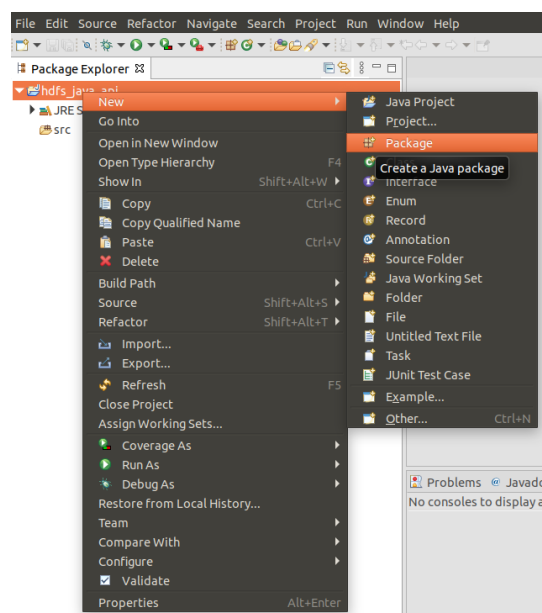 File Edit Source Refactor Navigate Search Project Run Window Help
Package Explorer
hdfs_java_api
JRE S
src
New
Go Into
Open in New Window
Open Type Hierarchy F4
Show In Shift+Alt+W
Copy Ctrl+C
Copy Qualified Name
Paste Ctrl+V
Delete
Build Path
Source Shift+Alt+S
Refactor Shift+Alt+T
Import...
Export...
Refresh F5
Close Project
Assign Working Sets...
Coverage As
Run As
Debug As
Restore from Local History...
Team
Compare With
Configure
Validate
Properties Alt+Enter
Java Project
Project...
Package
Create a Java package
Interface
Enum
Record
Annotation
Source Folder
Java Working Set
Folder
File
Untitled Text File
Task
JUnit Test Case
Example...
Other... Ctrl+N
Problems @ Javado
No consoles to display a